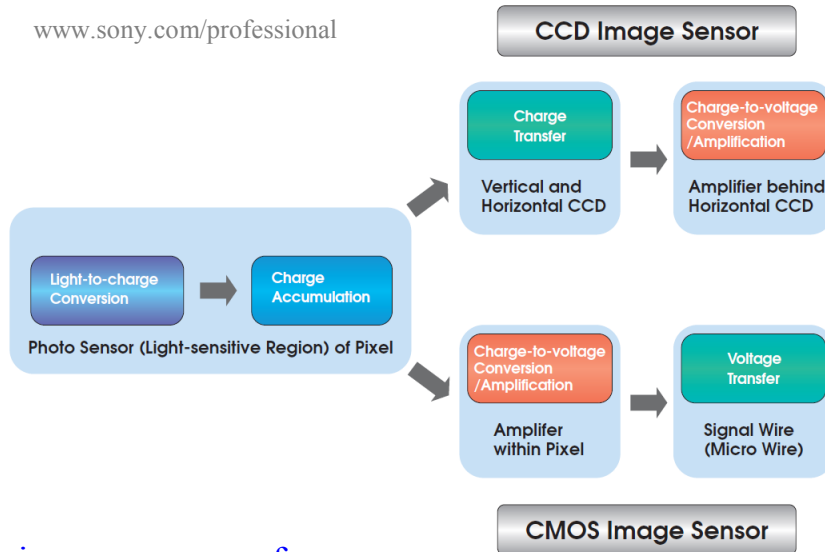 www.sony.com/professional
CCD Image Sensor
Charge
Transfer
Vertical and
Horizontal CCD
Charge-to-voltage
Conversion
/Amplification
Amplifier behind
Horizontal CCD
Light-to-charge
Conversion
Charge
Accumulation
Photo Sensor (Light-sensitive Region) of Pixel
Charge-to-voltage
Conversion
/Amplification
Amplifer
within Pixel
Voltage
Transfer
Signal Wire
(Micro Wire)
CMOS Image Sensor